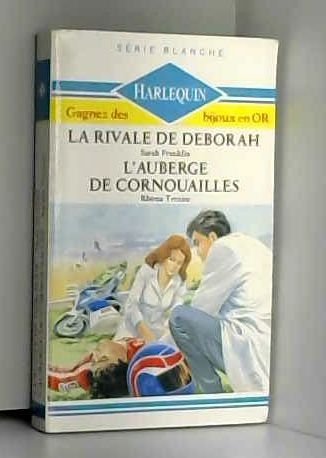 SÉRIE BLANCHE
HARLEQUIN
Gagnez des bijoux en OR
LA RIVALE DE DEBORAH
Sarah Franklin
L'AUBERGE
DE CORNOUAILLES
Rhona Trezise